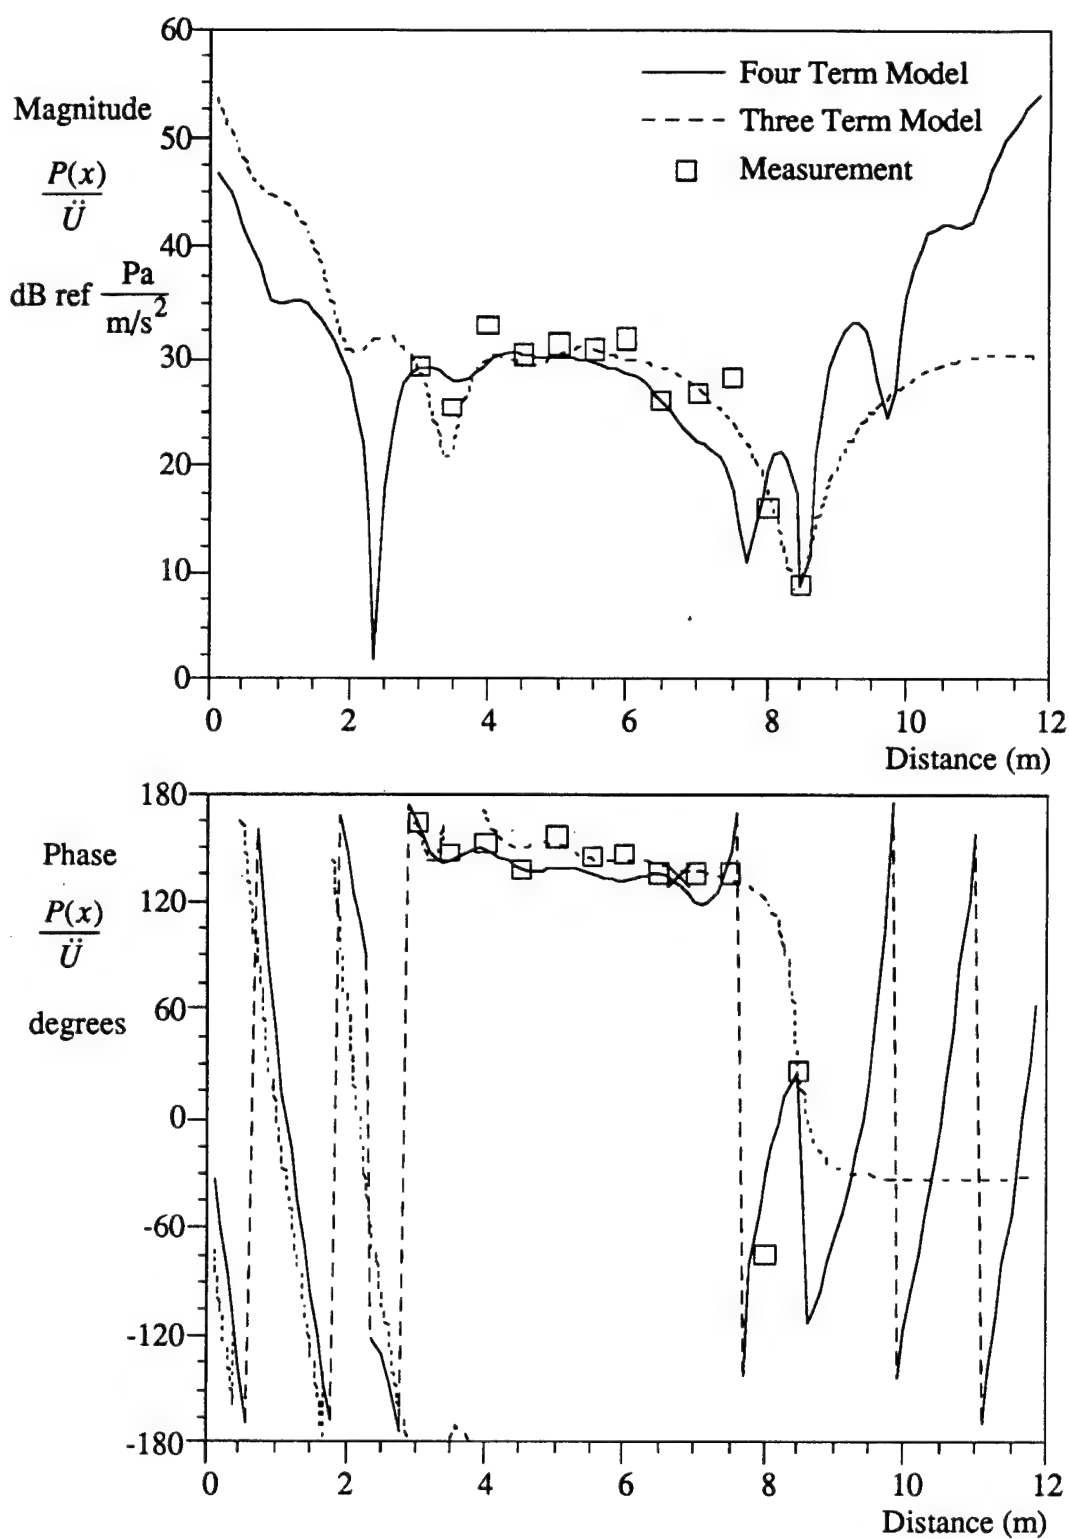 60
Four Term Model
Magnitude
Three Term Model
50
P(x)
Measurement
Ü
40
dB ref Pa
m/s²
30
20
10
0
0 2 4 6 8 10 12
Distance (m)
180
Phase
120
P(x)
Ü
60
degrees
0
-60
-120
-180
0 2 4 6 8 10 12
Distance (m)